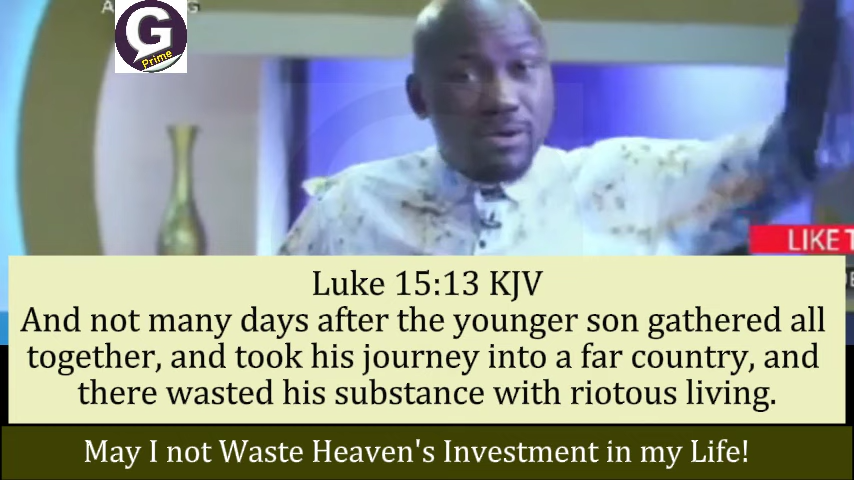 G
Prime
LIKE T
Luke 15:13 KJV
And not many days after the younger son gathered all
together, and took his journey into a far country, and
there wasted his substance with riotous living.
May I not Waste Heaven's Investment in my Life!